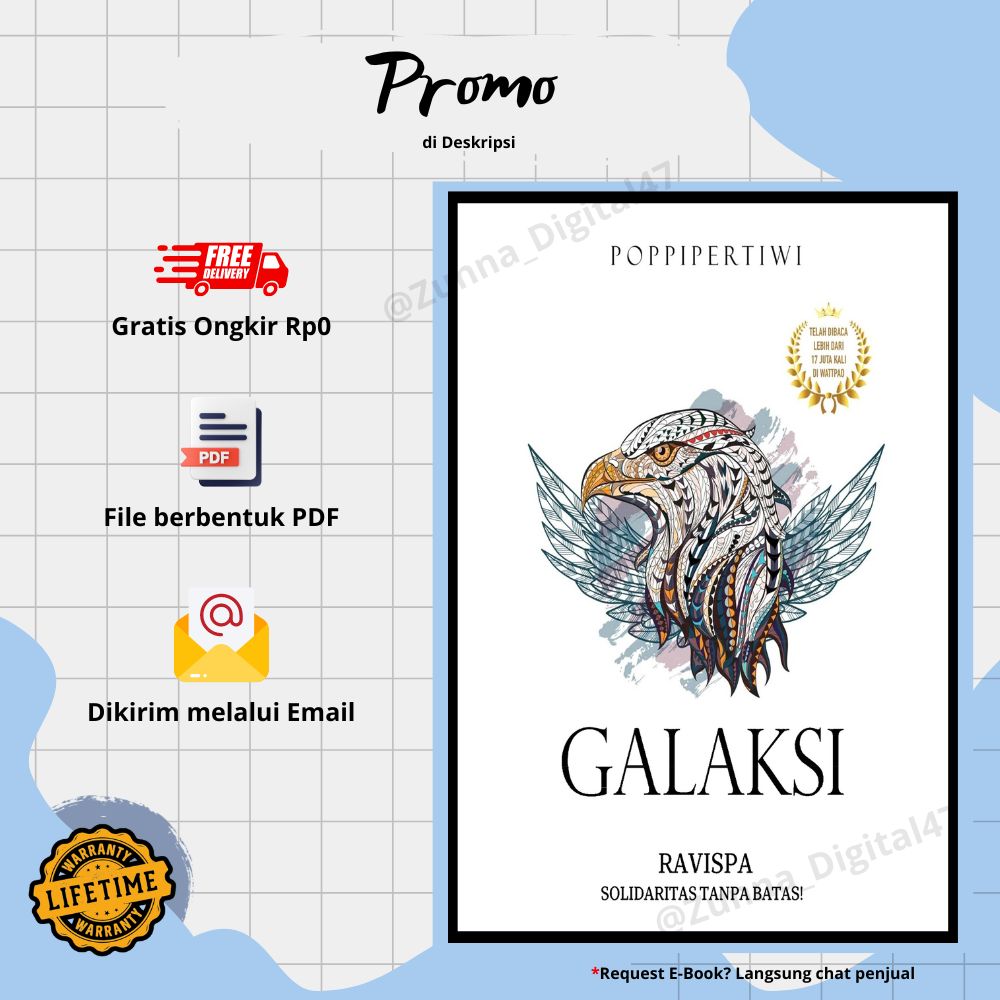 Promo
di Deskripsi
FREE
DELIVERY
Gratis Ongkir Rp0
PDF
File berbentuk PDF
@
Dikirim melalui Email
WARRANTY
LIFETIME
WARRANTY
@Zunna_Digital47
POPPIPERTIWI
TELAH DIBACA
LEBIH DARI
17 JUTA KALI
DI WATTPAD
GALAKSI
RAVISPA
SOLIDARITAS TANPA BATAS!
@Zunna_Digital47
*Request E-Book? Langsung chat penjual